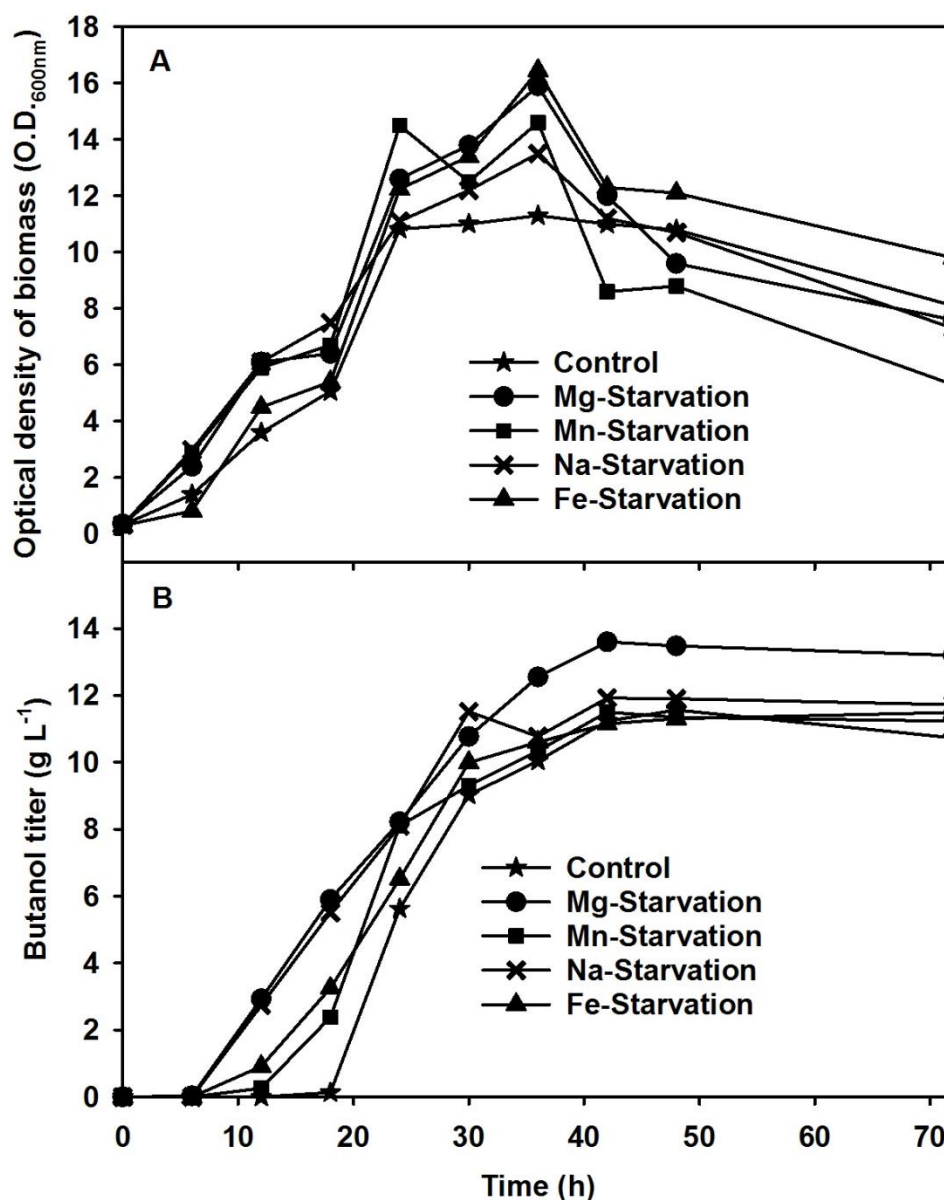 Optical density of biomass (O.D.600nm)
18
16
14
12
10
8
6
4
2
0
A
Control
Mg-Starvation
Mn-Starvation
Na-Starvation
Fe-Starvation
Butanol titer (g L-1)
14
12
10
8
6
4
2
0
B
Control
Mg-Starvation
Mn-Starvation
Na-Starvation
Fe-Starvation
0 10 20 30 40 50 60 70
Time (h)